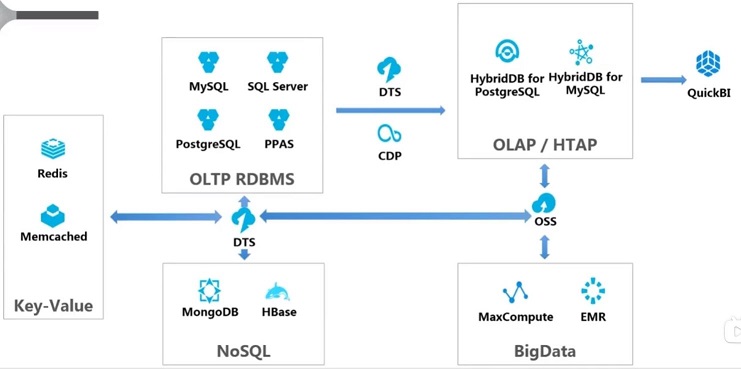 MySQL
SQL Server
PostgreSQL
PPAS
OLTP RDBMS
DTS
CDP
HybridDB for
PostgreSQL
HybridDB for
MySQL
OLAP / HTAP
QuickBI
Redis
Memcached
Key-Value
DTS
OSS
MongoDB
HBase
NoSQL
MaxCompute
EMR
BigData